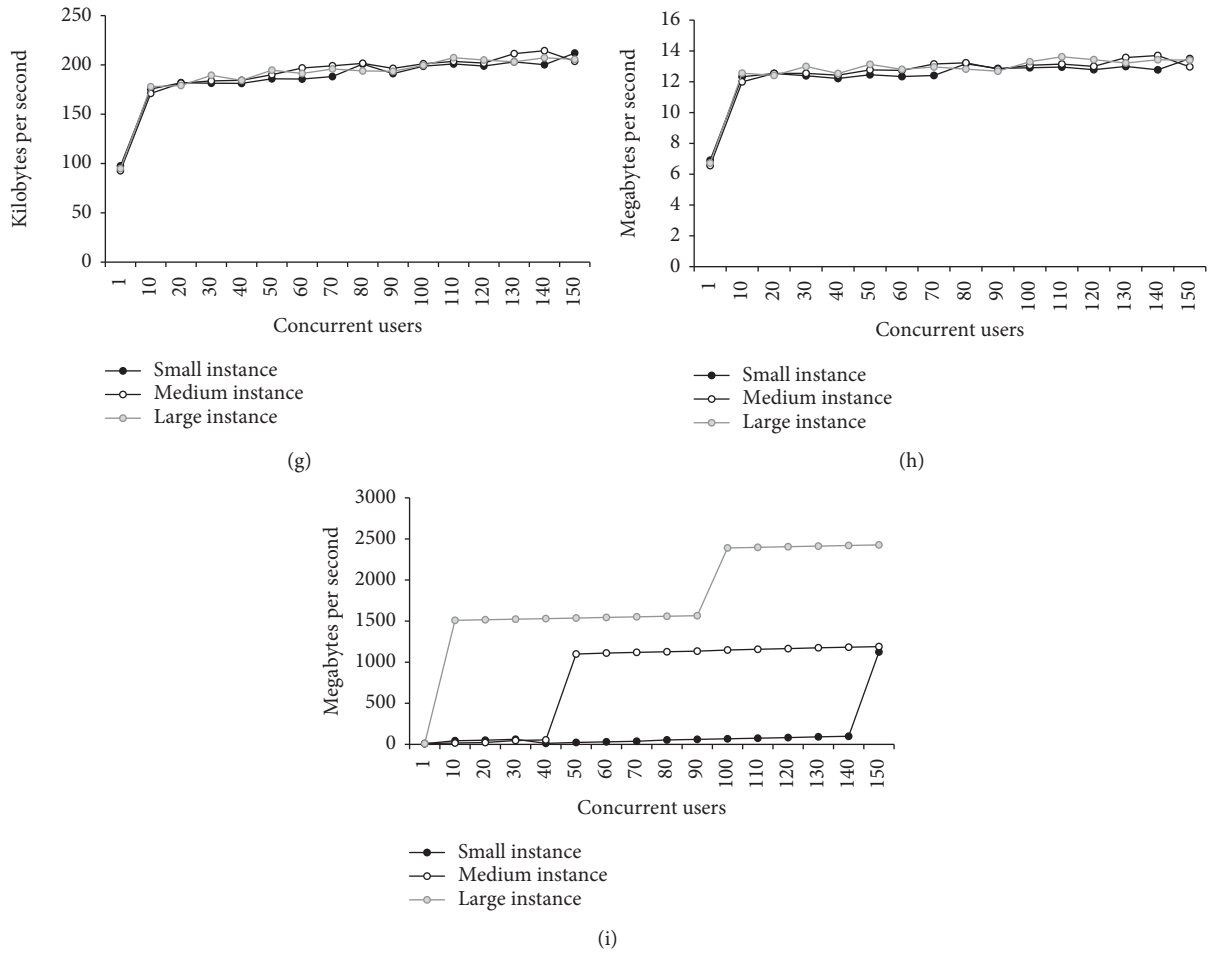 Kilobytes per second
250
200
150
100
50
0
1 10 20 30 40 50 60 70 80 90 100 110 120 130 140 150
Concurrent users
Small instance
Medium instance
Large instance
(g)
Megabytes per second
16
14
12
10
8
6
4
2
0
1 10 20 30 40 50 60 70 80 90 100 110 120 130 140 150
Concurrent users
Small instance
Medium instance
Large instance
(h)
Megabytes per second
3000
2500
2000
1500
1000
500
0
1 10 20 30 40 50 60 70 80 90 100 110 120 130 140 150
Concurrent users
Small instance
Medium instance
Large instance
(i)